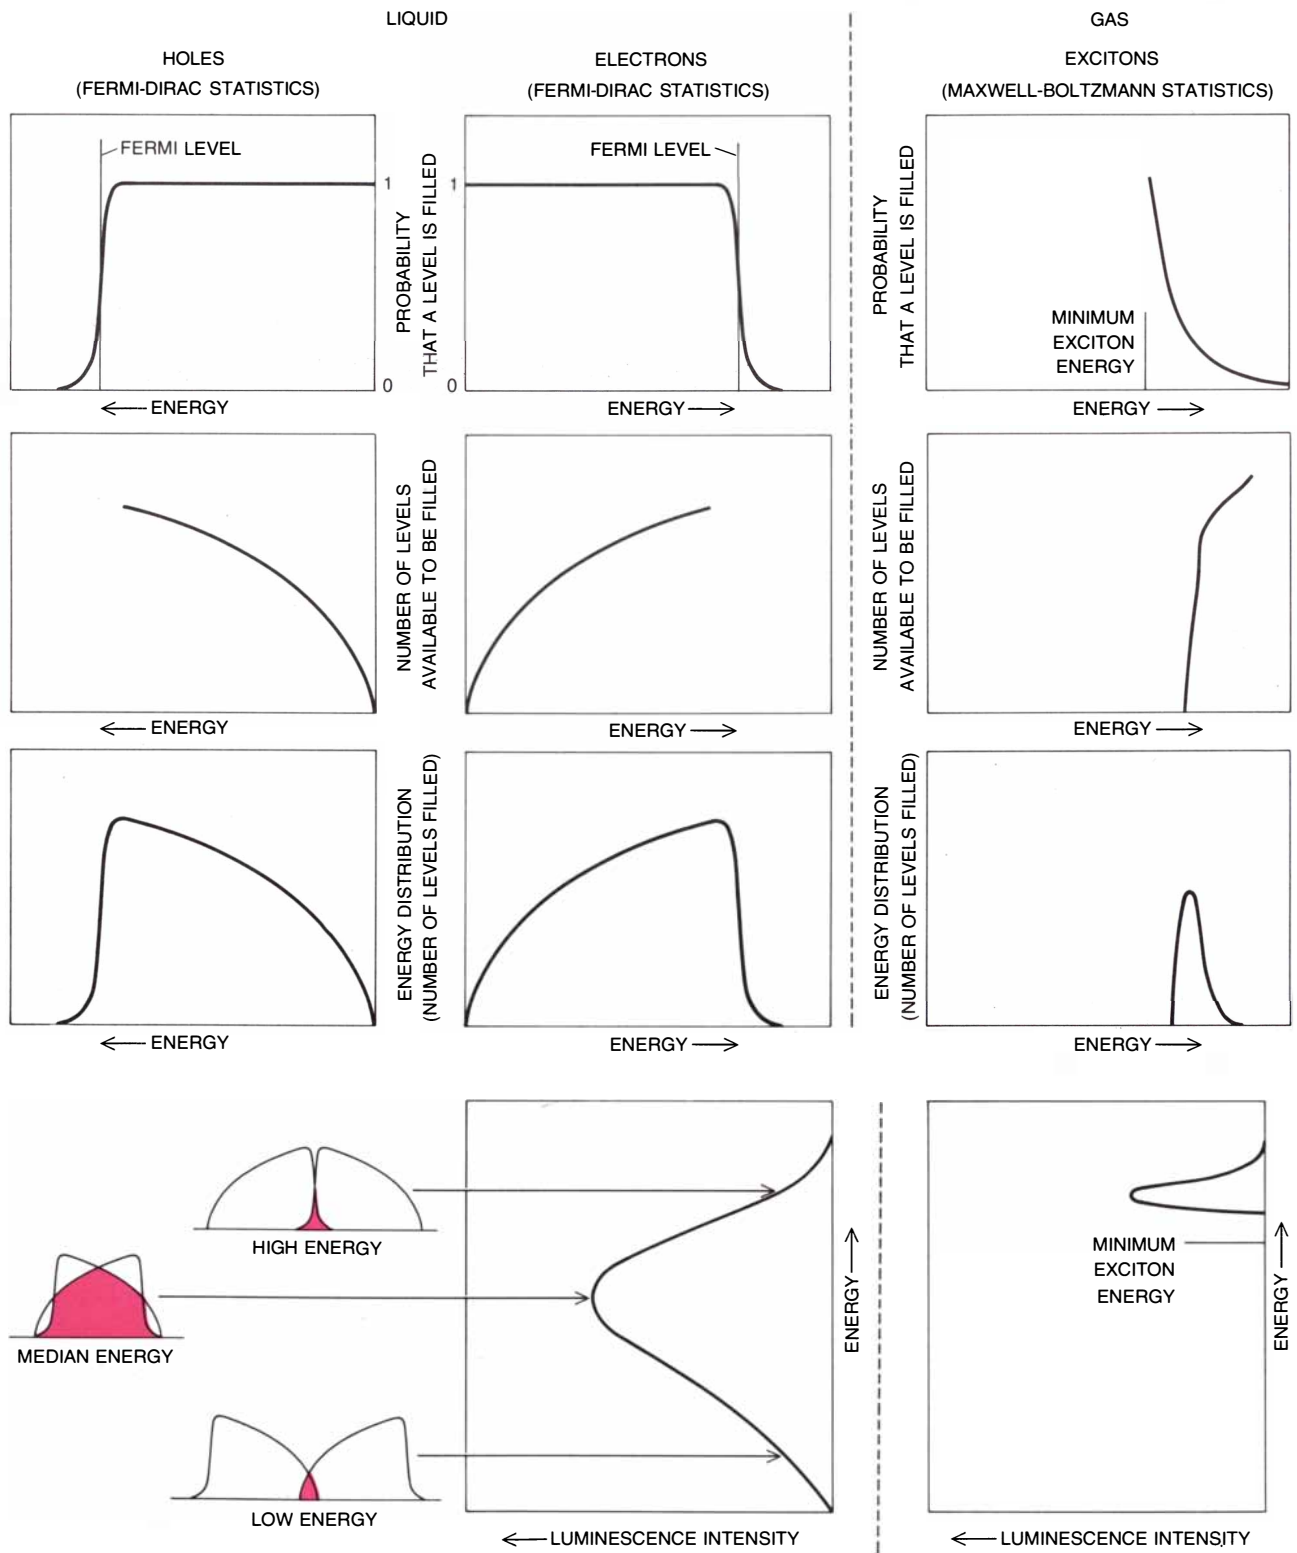 LIQUID
GAS
HOLES
(FERMI-DIRAC STATISTICS)
ELECTRONS
(FERMI-DIRAC STATISTICS)
EXCITONS
(MAXWELL-BOLTZMANN STATISTICS)
FERMI LEVEL
1
0
PROBABILITY
THAT A LEVEL IS FILLED
FERMI LEVEL
1
0
PROBABILITY
THAT A LEVEL IS FILLED
MINIMUM
EXCITON
ENERGY
← ENERGY
ENERGY →
ENERGY →
NUMBER OF LEVELS
AVAILABLE TO BE FILLED
NUMBER OF LEVELS
AVAILABLE TO BE FILLED
← ENERGY
ENERGY →
ENERGY →
ENERGY DISTRIBUTION
(NUMBER OF LEVELS FILLED)
ENERGY DISTRIBUTION
(NUMBER OF LEVELS FILLED)
← ENERGY
ENERGY →
ENERGY →
HIGH ENERGY
MEDIAN ENERGY
LOW ENERGY
ENERGY →
← LUMINESCENCE INTENSITY
MINIMUM
EXCITON
ENERGY
ENERGY →
← LUMINESCENCE INTENSITY